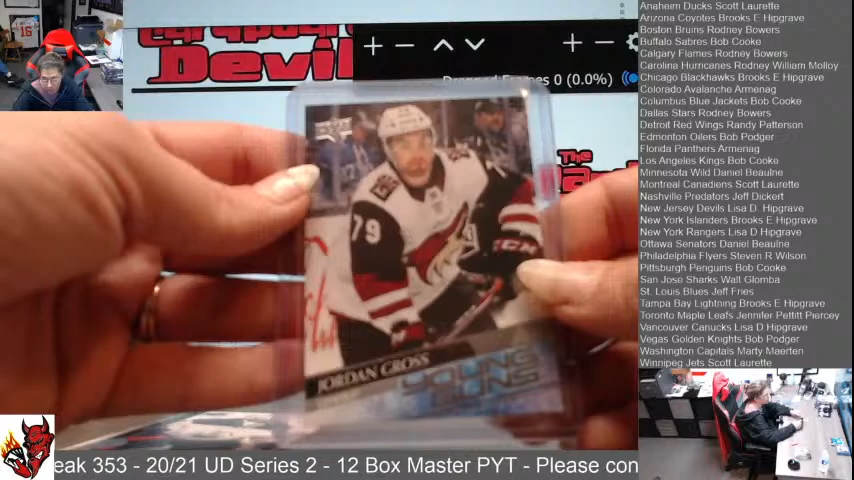 Cardboard
Devil
Dropped Frames 0 (0.0%)
The
79
JORDAN GROSS
YOUNG
GUNS
CCM
16
eak 353 - 20/21 UD Series 2 - 12 Box Master PYT - Please con
Anaheim Ducks Scott Laurette
Arizona Coyotes Brooks E Hipgrave
Boston Bruins Rodney Bowers
Buffalo Sabres Bob Cooke
Calgary Flames Rodney Bowers
Carolina Hurricanes Rodney William Molloy
Chicago Blackhawks Brooks E Hipgrave
Colorado Avalanche Armenag
Columbus Blue Jackets Bob Cooke
Dallas Stars Rodney Bowers
Detroit Red Wings Randy Patterson
Edmonton Oilers Bob Podger
Florida Panthers Armenag
Los Angeles Kings Bob Cooke
Minnesota Wild Daniel Beaulne
Montreal Canadiens Scott Laurette
Nashville Predators Jeff Dickert
New Jersey Devils Lisa D. Hipgrave
New York Islanders Brooks E Hipgrave
New York Rangers Lisa D Hipgrave
Ottawa Senators Daniel Beaulne
Philadelphia Flyers Steven R Wilson
Pittsburgh Penguins Bob Cooke
San Jose Sharks Walt Glomba
St. Louis Blues Jeff Fries
Tampa Bay Lightning Brooks E Hipgrave
Toronto Maple Leafs Jennifer Pettitt Piercey
Vancouver Canucks Lisa D Hipgrave
Vegas Golden Knights Bob Podger
Washington Capitals Marty Maerten
Winnipeg Jets Scott Laurette